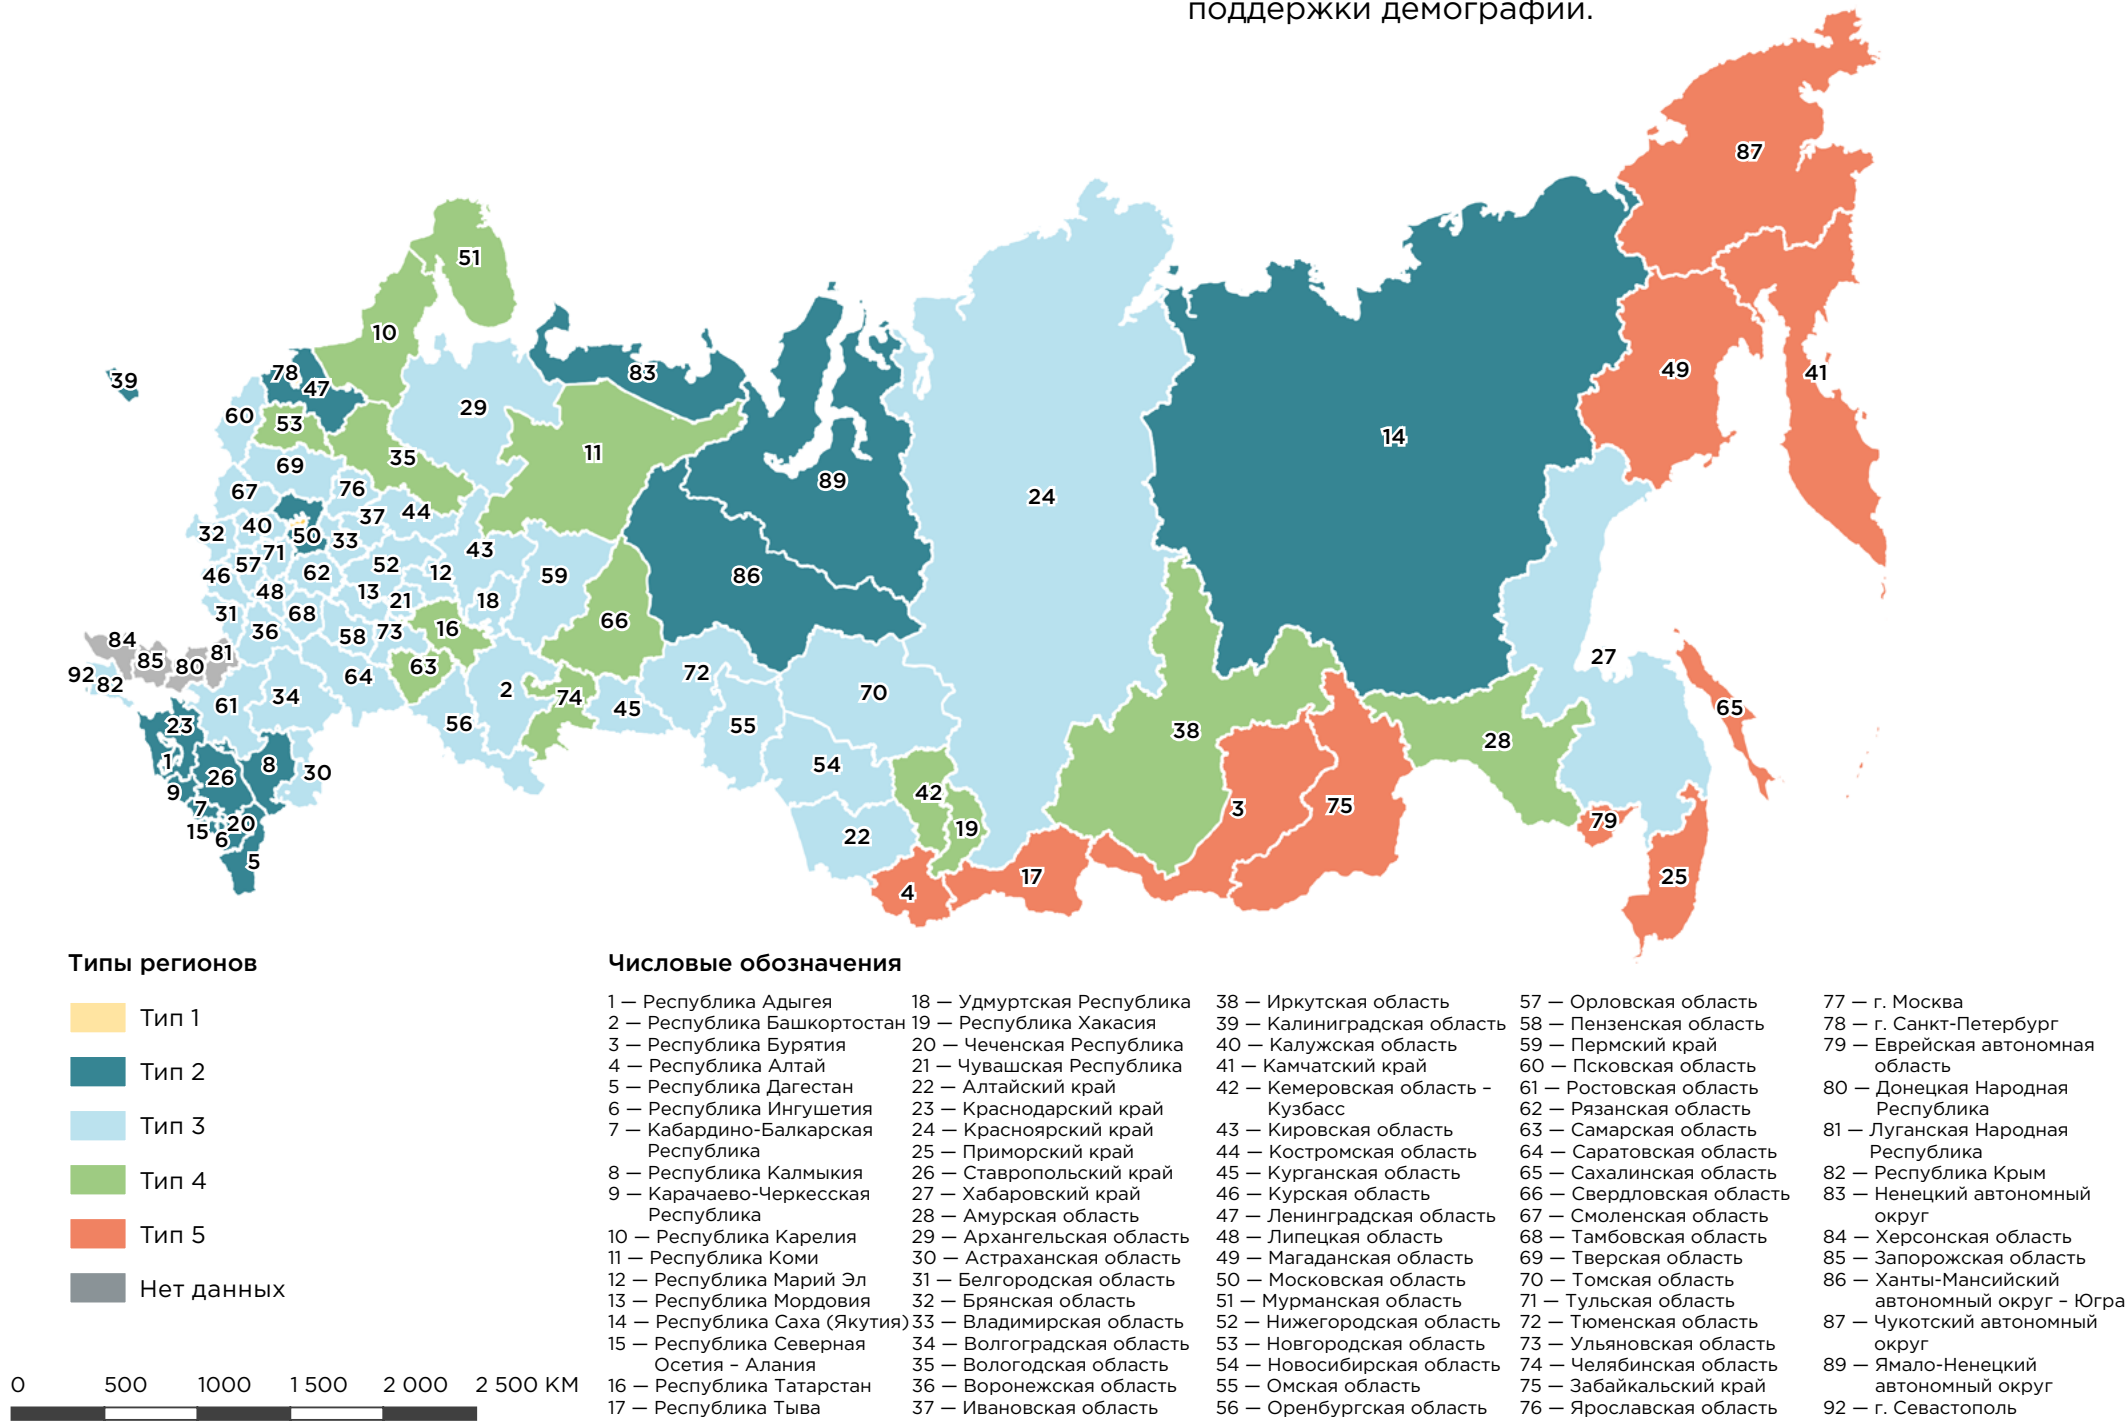 поддержки демографии.
87
51
10
49
41
39
78
47
83
29
60
53
14
11
35
69
89
67
76
24
44
37
40
32
50
33
71
43
57
52
46
62
12
59
86
48
13
21
18
31
68
66
16
36
58
73
84
81
85
80
63
27
92
82
64
72
2
70
34
74
61
45
65
56
23
55
38
28
1
8
54
26
30
9
42
3
75
7
79
15
20
19
6
22
5
17
25
4
Типы регионов
Тип 1
Тип 2
Тип 3
Тип 4
Тип 5
Нет данных
0 500 1000 1 500 2 000 2 500 КМ
Числовые обозначения
1 — Республика Адыгея
2 — Республика Башкортостан
3 — Республика Бурятия
4 — Республика Алтай
5 — Республика Дагестан
6 — Республика Ингушетия
7 — Кабардино-Балкарская
Республика
8 — Республика Калмыкия
9 — Карачаево-Черкесская
Республика
10 — Республика Карелия
11 — Республика Коми
12 — Республика Марий Эл
13 — Республика Мордовия
14 — Республика Саха (Якутия)
15 — Республика Северная
Осетия – Алания
16 — Республика Татарстан
17 — Республика Тыва
18 — Удмуртская Республика
19 — Республика Хакасия
20 — Чеченская Республика
21 — Чувашская Республика
22 — Алтайский край
23 — Краснодарский край
24 — Красноярский край
25 — Приморский край
26 — Ставропольский край
27 — Хабаровский край
28 — Амурская область
29 — Архангельская область
30 — Астраханская область
31 — Белгородская область
32 — Брянская область
33 — Владимирская область
34 — Волгоградская область
35 — Вологодская область
36 — Воронежская область
37 — Ивановская область
38 — Иркутская область
39 — Калиниградская область
40 — Калужская область
41 — Камчатский край
42 — Кемеровская область –
Кузбасс
43 — Кировская область
44 — Костромская область
45 — Курганская область
46 — Курская область
47 — Ленинградская область
48 — Липецкая область
49 — Магаданская область
50 — Московская область
51 — Мурманская область
52 — Нижегородская область
53 — Новгородская область
54 — Новосибирская область
55 — Омская область
56 — Оренбургская область
57 — Орловская область
58 — Пензенская область
59 — Пермский край
60 — Псковская область
61 — Ростовская область
62 — Рязанская область
63 — Самарская область
64 — Саратовская область
65 — Сахалинская область
66 — Свердловская область
67 — Смоленская область
68 — Тамбовская область
69 — Тверская область
70 — Томская область
71 — Тульская область
72 — Тюменская область
73 — Ульяновская область
74 — Челябинская область
75 — Забайкальский край
76 — Ярославская область
77 — г. Москва
78 — г. Санкт-Петербург
79 — Еврейская автономная
область
80 — Донецкая Народная
Республика
81 — Луганская Народная
Республика
82 — Республика Крым
83 — Ненецкий автономный
округ
84 — Херсонская область
85 — Запорожская область
86 — Ханты-Мансийский
автономный округ – Югра
87 — Чукотский автономный
округ
89 — Ямало-Ненецкий
автономный округ
92 — г. Севастополь